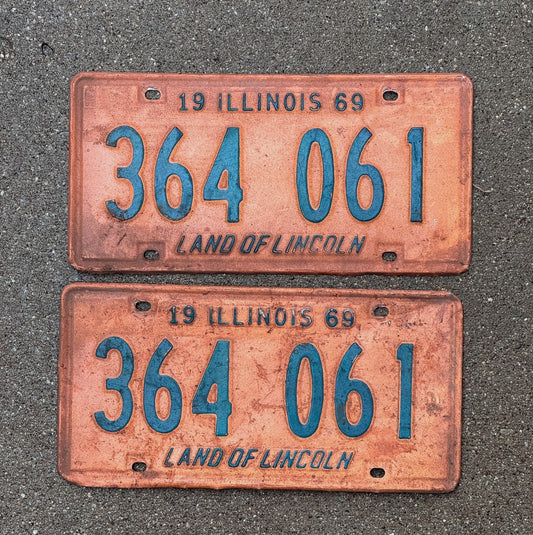 19 ILLINOIS 69
364 061
LAND OF LINCOLN
19 ILLINOIS 69
364 061
LAND OF LINCOLN